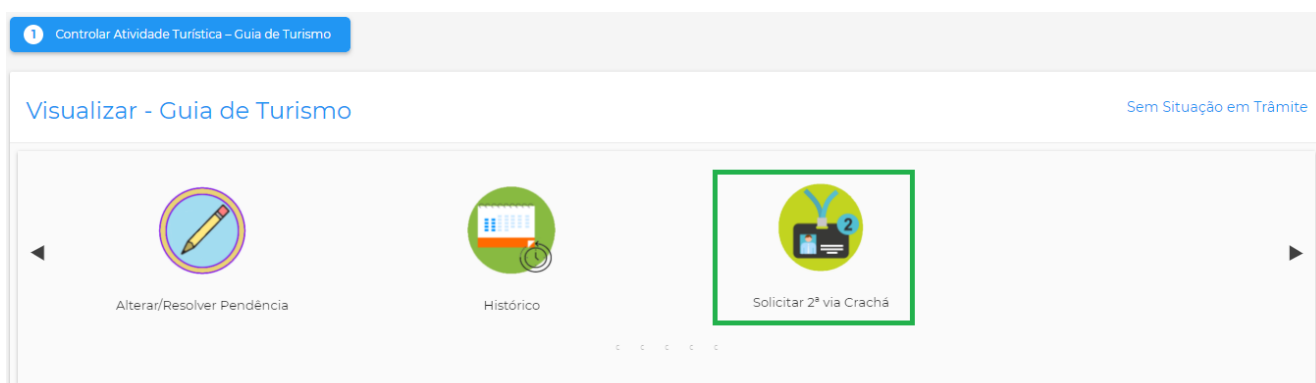 1 Controlar Atividade Turística – Guia de Turismo
Visualizar - Guia de Turismo
Sem Situação em Trâmite
2
Alterar/Resolver Pendência
Histórico
Solicitar 2ª via Crachá
c c c c c